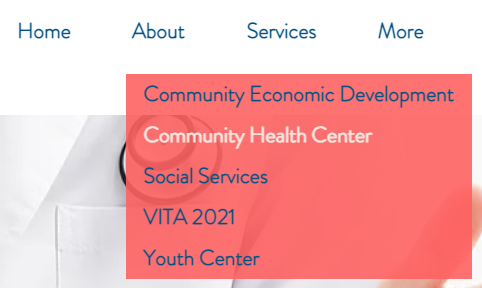 Home About Services More
Community Economic Development
Community Health Center
Social Services
VITA 2021
Youth Center